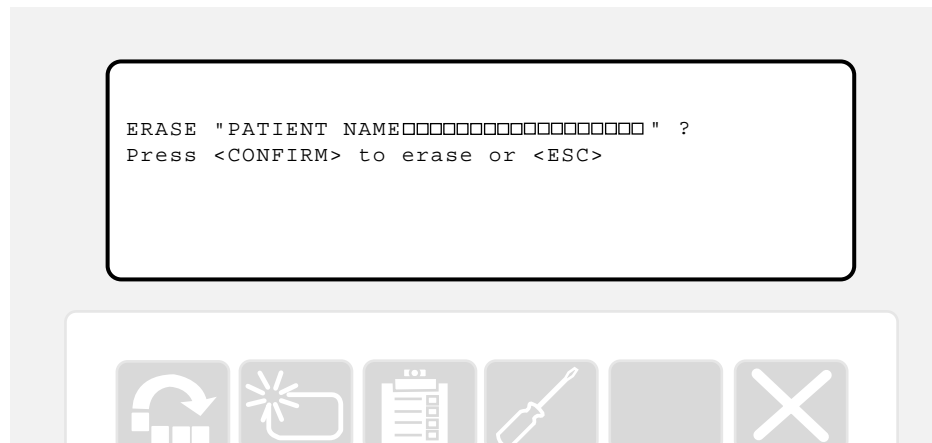 ERASE "PATIENT NAME□□□□□□□□□□□□□□□□□□" ?
Press <CONFIRM> to erase or <ESC>